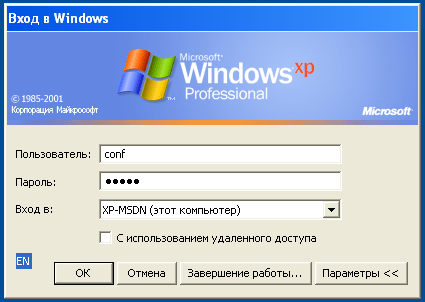 Вход в Windows
Microsoft®
Windows xp
Professional
© 1985-2001
Корпорация Майкрософт
Microsoft
Пользователь: conf
Пароль: •••••
Вход в: XP-MSDN (этот компьютер)
С использованием удаленного доступа
EN
ОК Отмена Завершение работы... Параметры <<